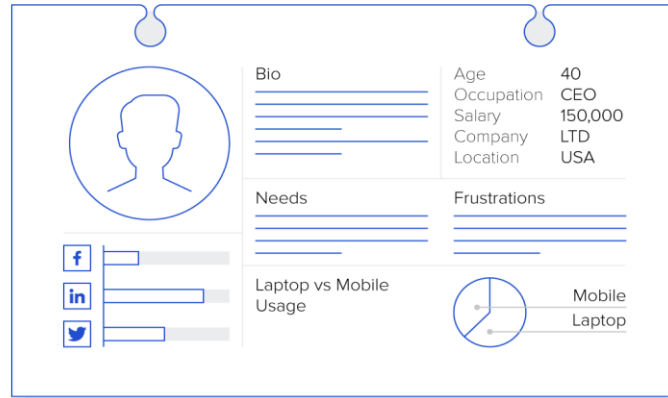 Bio
Age 40
Occupation CEO
Salary 150,000
Company LTD
Location USA
Needs
Frustrations
f
in
Laptop vs Mobile
Usage
Mobile
Laptop